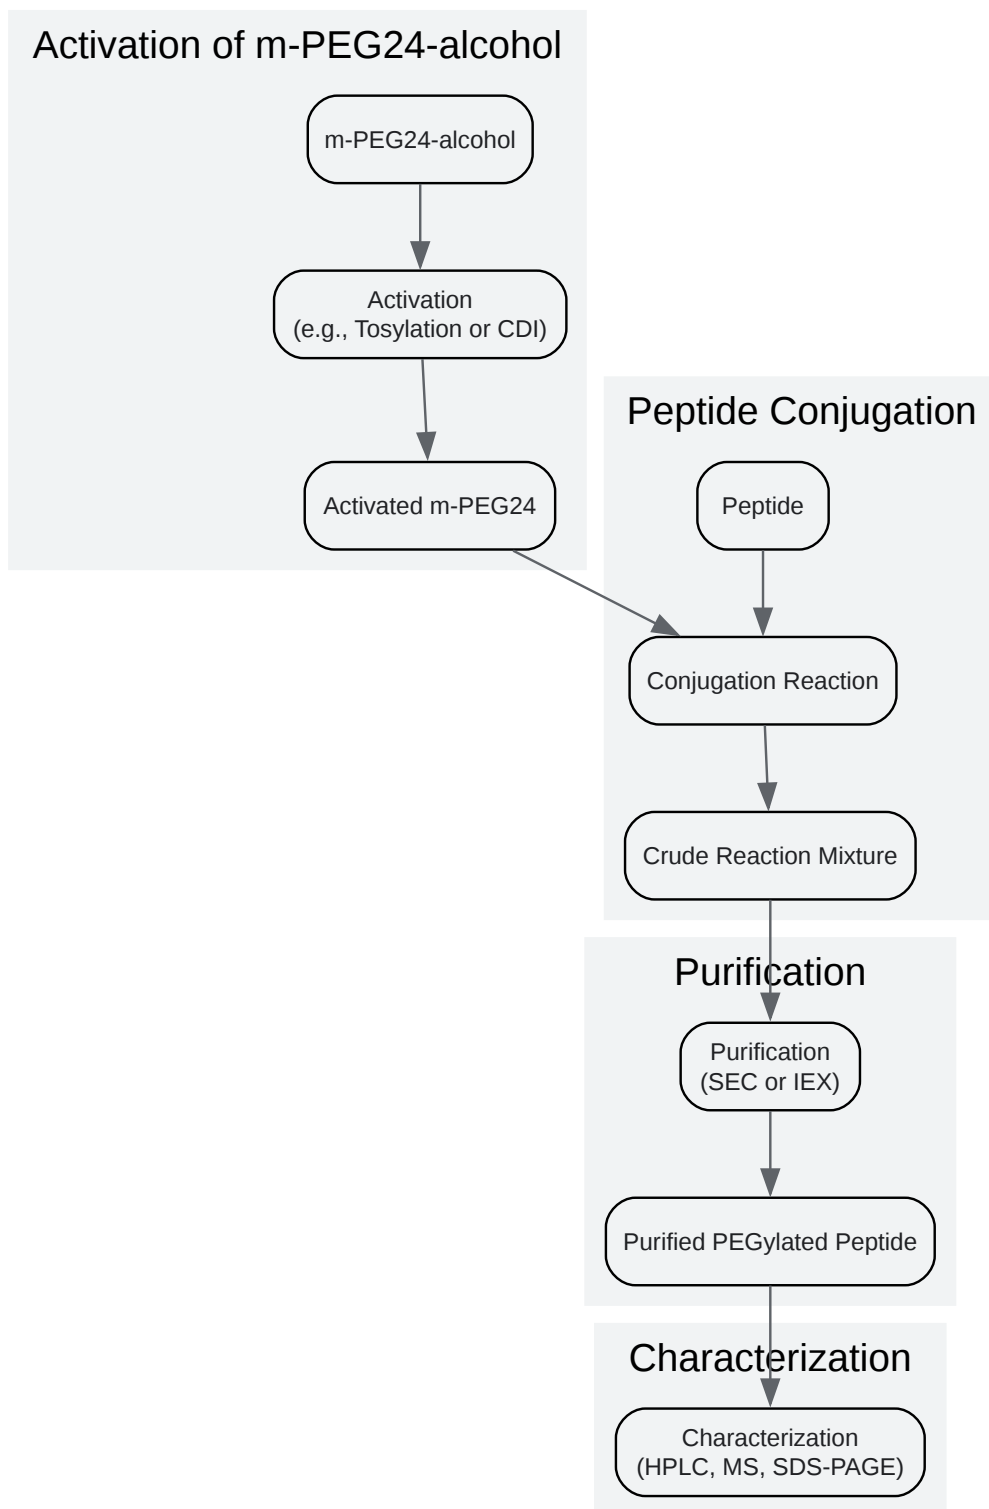 Activation of m-PEG24-alcohol
m-PEG24-alcohol
Activation
(e.g., Tosylation or CDI)
Activated m-PEG24
Peptide Conjugation
Peptide
Conjugation Reaction
Crude Reaction Mixture
Purification
Purification
(SEC or IEX)
Purified PEGylated Peptide
Characterization
Characterization
(HPLC, MS, SDS-PAGE)